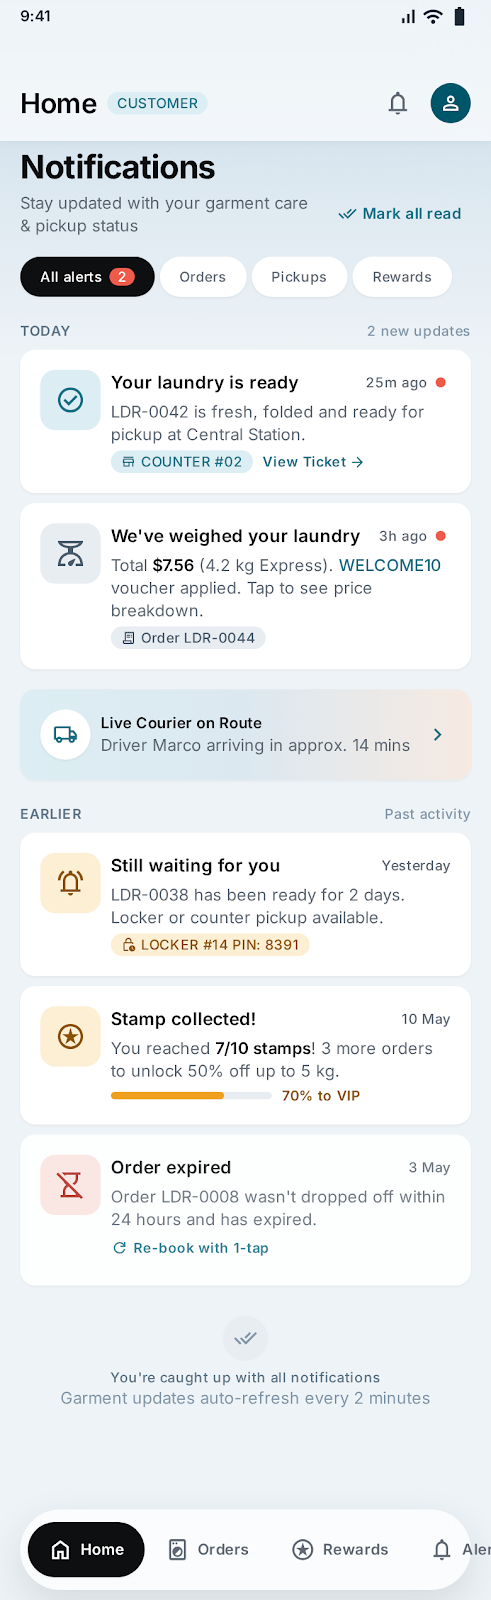 9:41
Home CUSTOMER
Notifications
Stay updated with your garment care
& pickup status
Mark all read
All alerts 2 Orders Pickups Rewards
TODAY 2 new updates
Your laundry is ready 25m ago
LDR-0042 is fresh, folded and ready for
pickup at Central Station.
COUNTER #02 View Ticket →
We've weighed your laundry 3h ago
Total $7.56 (4.2 kg Express). WELCOME10
voucher applied. Tap to see price
breakdown.
Order LDR-0044
Live Courier on Route
Driver Marco arriving in approx. 14 mins
EARLIER Past activity
Still waiting for you Yesterday
LDR-0038 has been ready for 2 days.
Locker or counter pickup available.
LOCKER #14 PIN: 8391
Stamp collected! 10 May
You reached 7/10 stamps! 3 more orders
to unlock 50% off up to 5 kg.
70% to VIP
Order expired 3 May
Order LDR-0008 wasn't dropped off within
24 hours and has expired.
Re-book with 1-tap
You're caught up with all notifications
Garment updates auto-refresh every 2 minutes
Home Orders Rewards